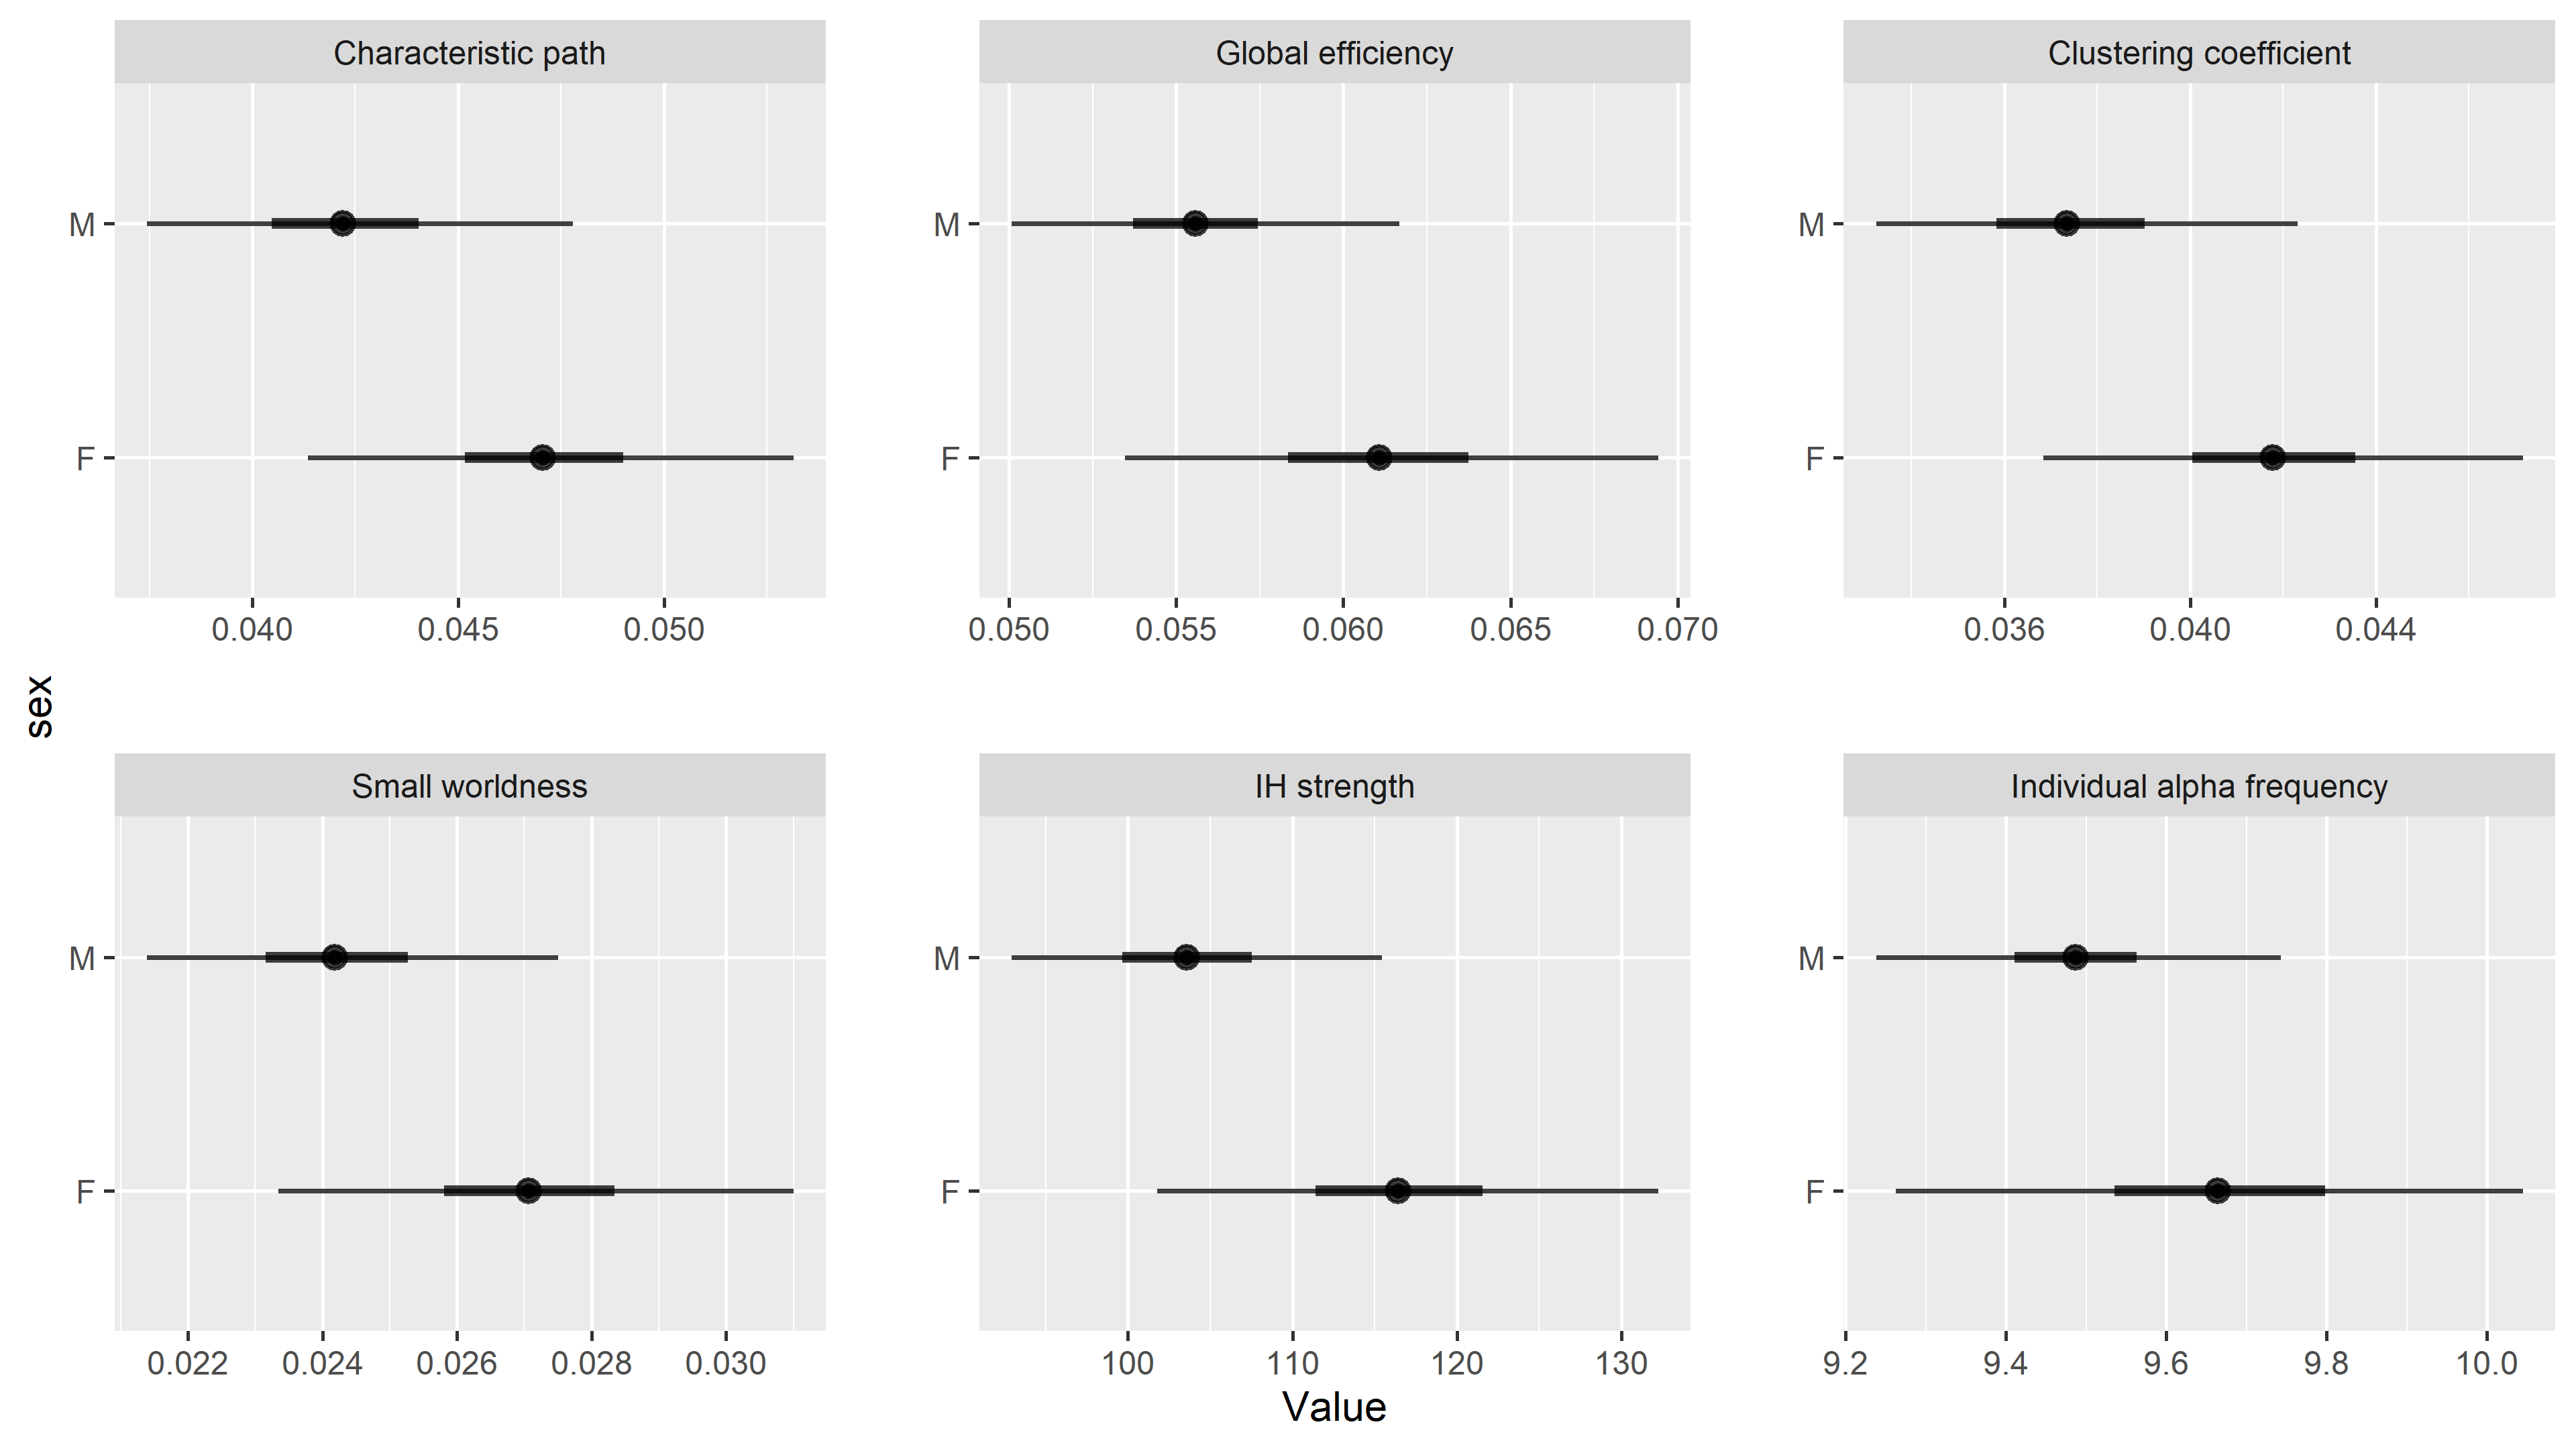 Characteristic path
Global efficiency
Clustering coefficient
M
F
M
F
M
F
0.040 0.045 0.050
0.050 0.055 0.060 0.065 0.070
0.036 0.040 0.044
sex
Small worldness
IH strength
Individual alpha frequency
M
F
M
F
M
F
0.022 0.024 0.026 0.028 0.030
100 110 120 130
9.2 9.4 9.6 9.8 10.0
Value